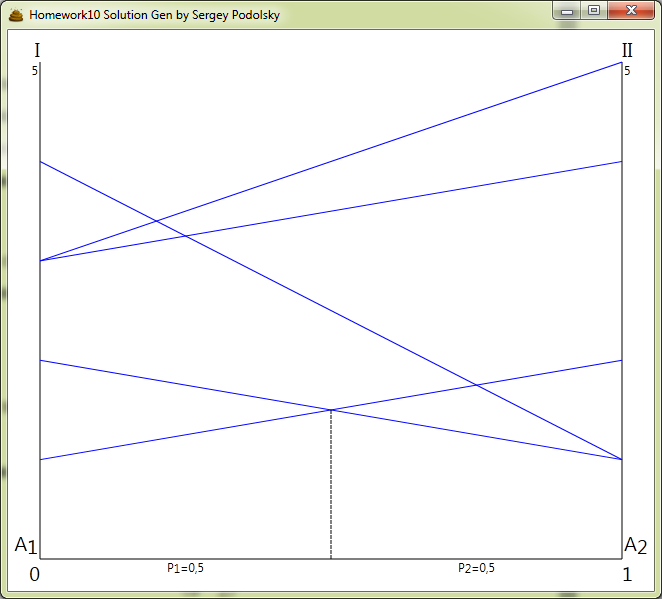 Homework10 Solution Gen by Sergey Podolsky
I II
5 5
A1 A2
P1=0,5 P2=0,5
0 1